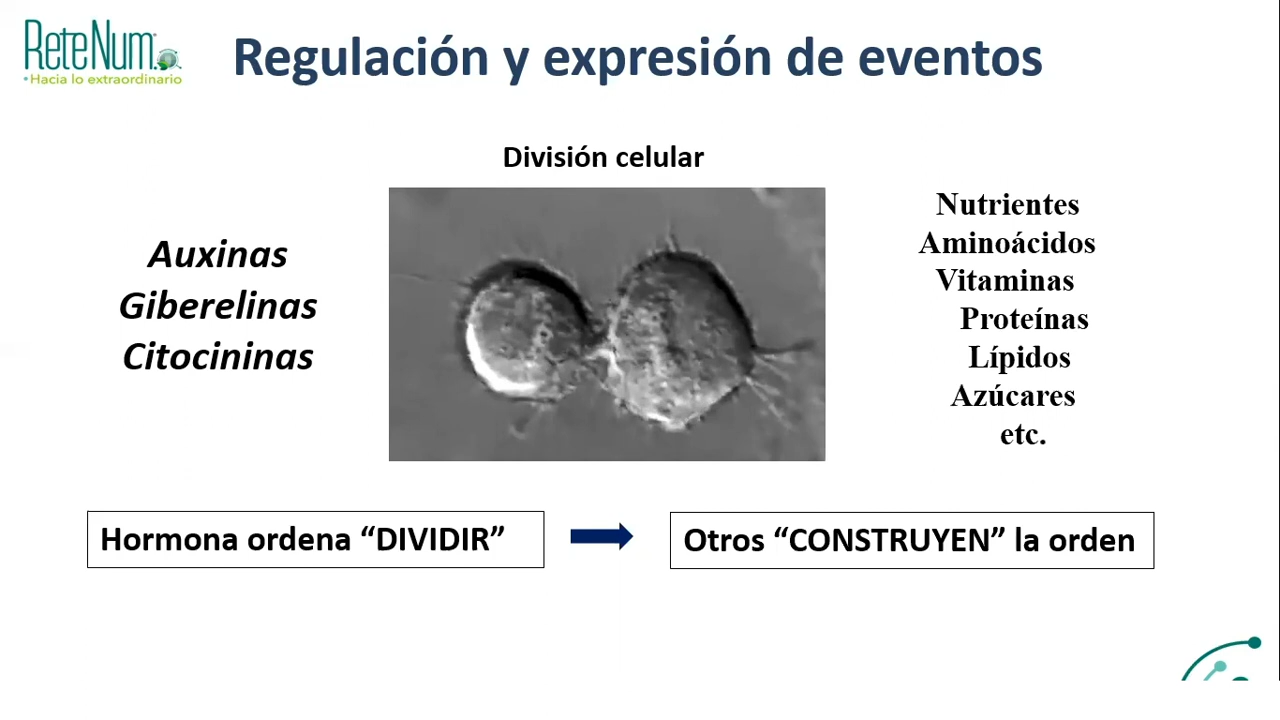 ReteNum
Hacia lo extraordinario
Regulación y expresión de eventos
División celular
Auxinas
Giberelinas
Citocininas
Nutrientes
Aminoácidos
Vitaminas
Proteínas
Lípidos
Azúcares
etc.
Hormona ordena “DIVIDIR”
Otros “CONSTRUYEN” la orden